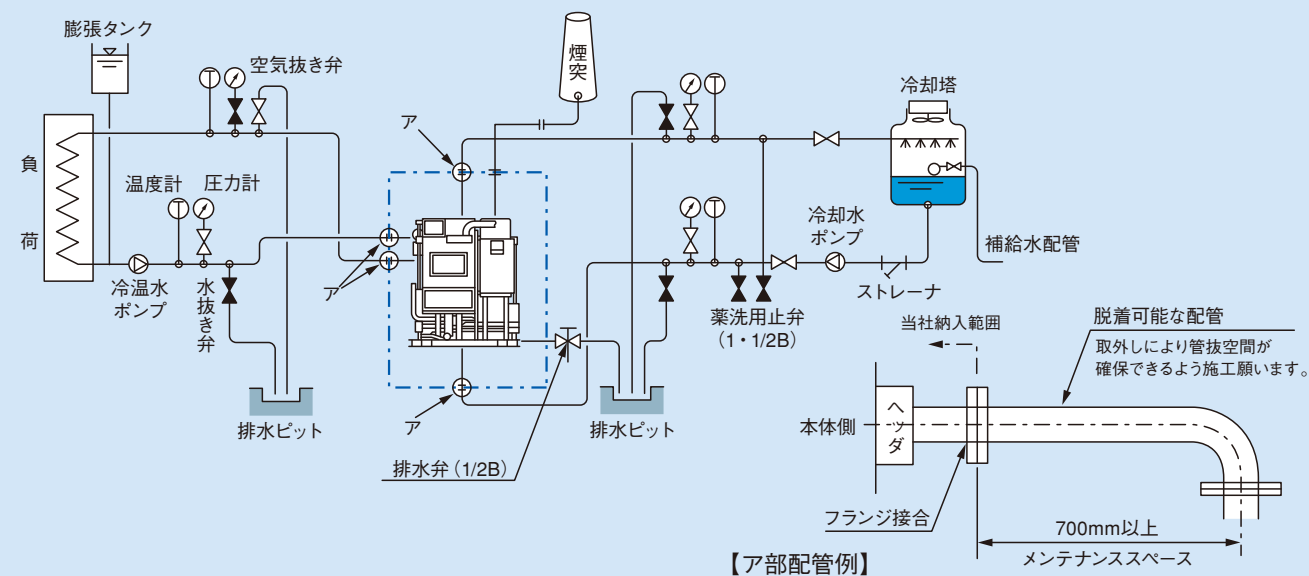 膨張タンク
空気抜き弁
煙突
冷却塔
ア
負荷
温度計
圧力計
冷却水
ポンプ
補給水配管
ア
冷温水
ポンプ
水抜き弁
ストレーナ
薬洗用止弁
(1・1/2B)
当社納入範囲
脱着可能な配管
取外しにより管抜空間が
確保できるよう施工願います。
ア
排水ピット
排水ピット
本体側
ヘッダ
排水弁(1/2B)
フランジ接合
700mm以上
メンテナンススペース
【ア部配管例】